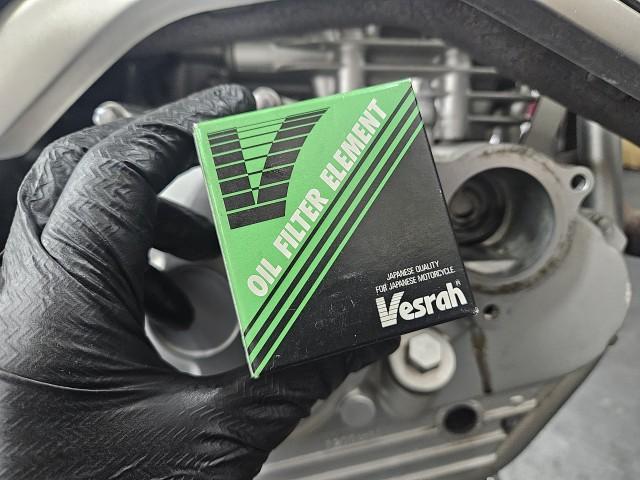 OIL FILTER ELEMENT
JAPANESE QUALITY
FOR JAPANESE MOTORCYCLE.
Vesrah